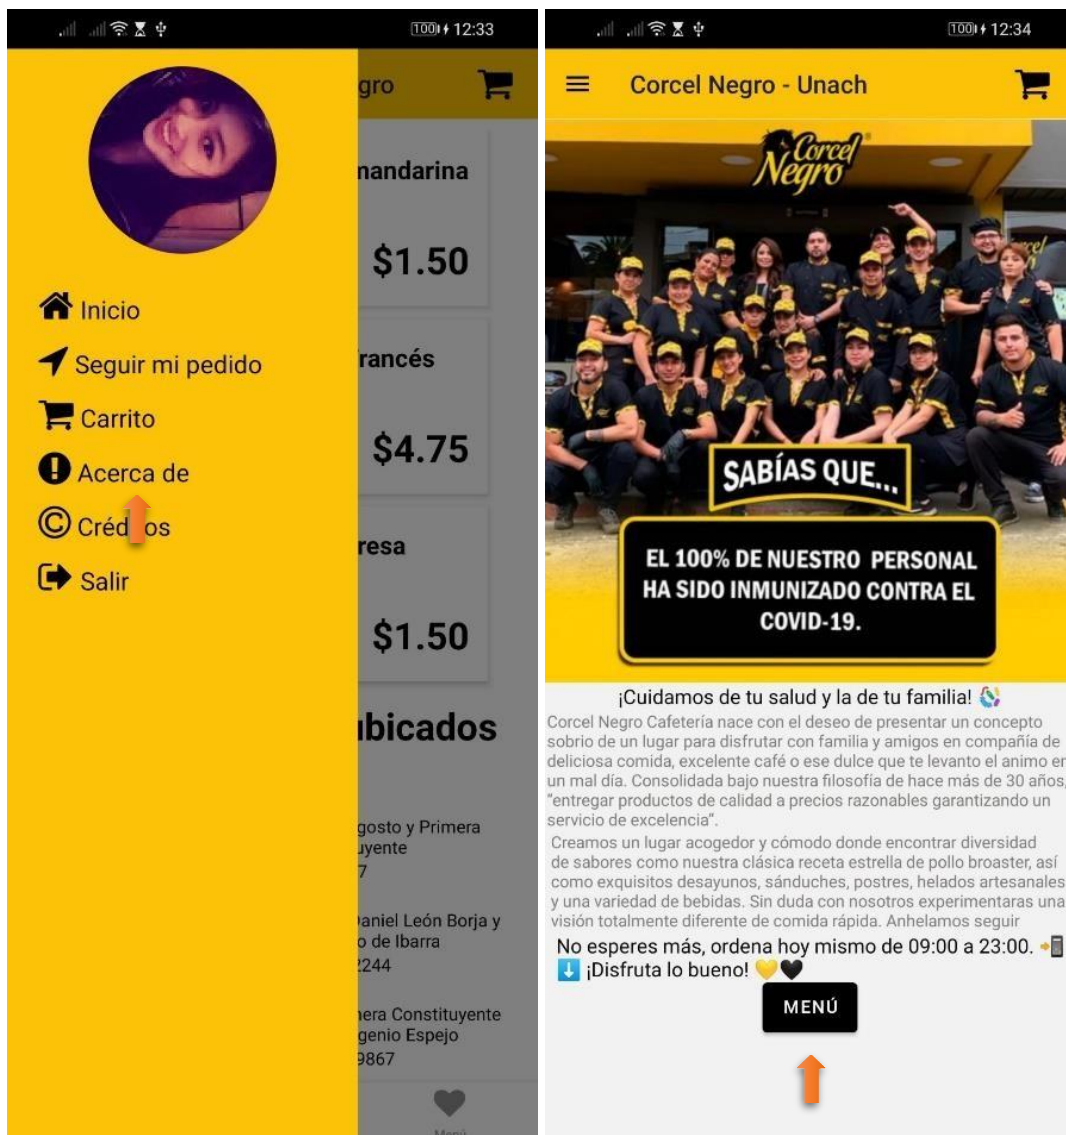 100 12:33
gro
mandarina
$1.50
Inicio
Seguir mi pedido
rancés
Carrito
$4.75
Acerca de
Créd os
resa
Salir
$1.50
bicados
gosto y Primera
uyente
7
Daniel León Borja y
o de Ibarra
2244
nera Constituyente
genio Espejo
9867
Menú
100 12:34
Corcel Negro - Unach
Corcel
Negro
SABÍAS QUE...
EL 100% DE NUESTRO PERSONAL
HA SIDO INMUNIZADO CONTRA EL
COVID-19.
¡Cuidamos de tu salud y la de tu familia!
Corcel Negro Cafetería nace con el deseo de presentar un concepto
sobrio de un lugar para disfrutar con familia y amigos en compañía de
deliciosa comida, excelente café o ese dulce que te levanto el animo en
un mal día. Consolidada bajo nuestra filosofía de hace más de 30 años,
“entregar productos de calidad a precios razonables garantizando un
servicio de excelencia”.
Creamos un lugar acogedor y cómodo donde encontrar diversidad
de sabores como nuestra clásica receta estrella de pollo broaster, así
como exquisitos desayunos, sánduches, postres, helados artesanales
y una variedad de bebidas. Sin duda con nosotros experimentaras una
visión totalmente diferente de comida rápida. Anhelamos seguir
No esperes más, ordena hoy mismo de 09:00 a 23:00. 📲
⬇️ ¡Disfruta lo bueno! 💛🖤
MENÚ